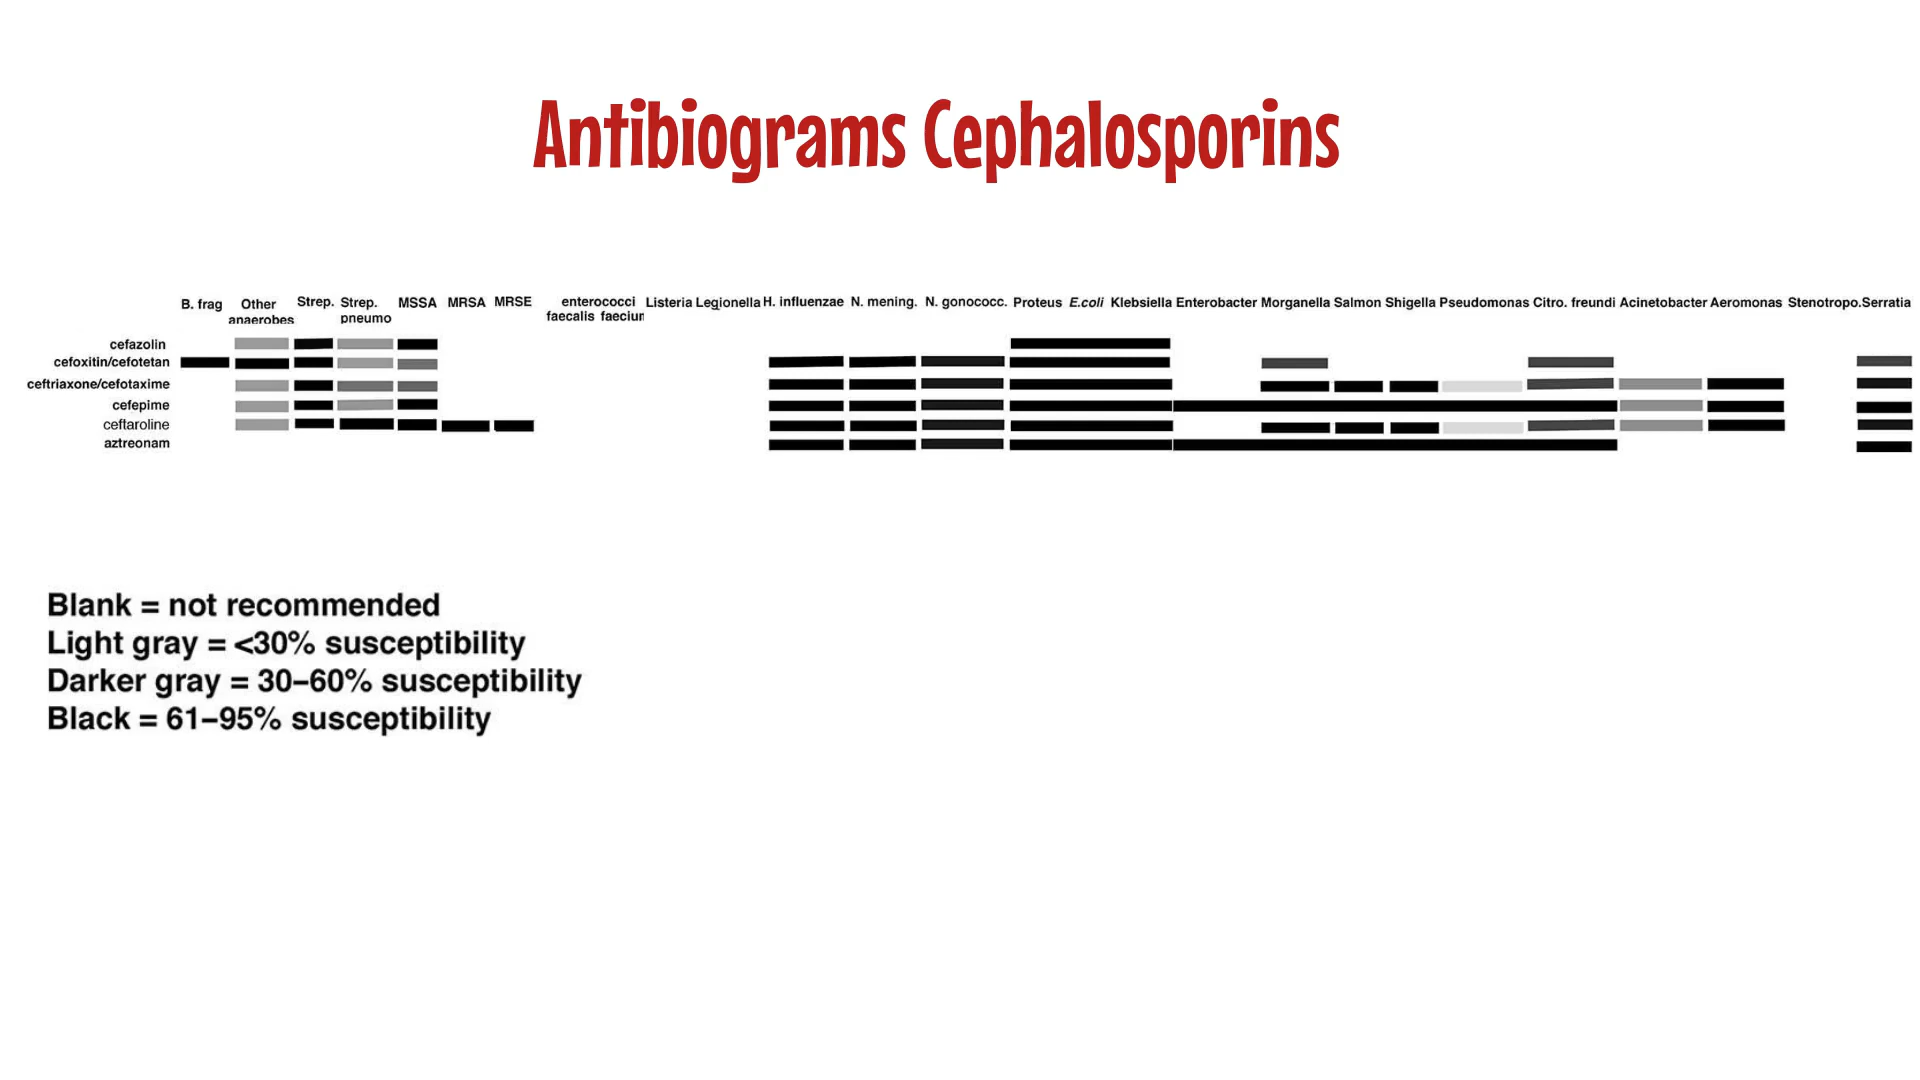 Antibiograms Cephalosporins
B. frag Other anaerobes Strep. Strep. pneumo MSSA MRSA MRSE enterococci faecalis faeciun Listeria Legionella H. influenzae N. mening. N. gonococc. Proteus E.coli Klebsiella Enterobacter Morganella Salmon Shigella Pseudomonas Citro. freundi Acinetobacter Aeromonas Stenotropo. Serratia
cefazolin
cefoxitin/cefotetan
ceftriaxone/cefotaxime
cefepime
ceftaroline
aztreonam
Blank = not recommended
Light gray = <30% susceptibility
Darker gray = 30–60% susceptibility
Black = 61–95% susceptibility